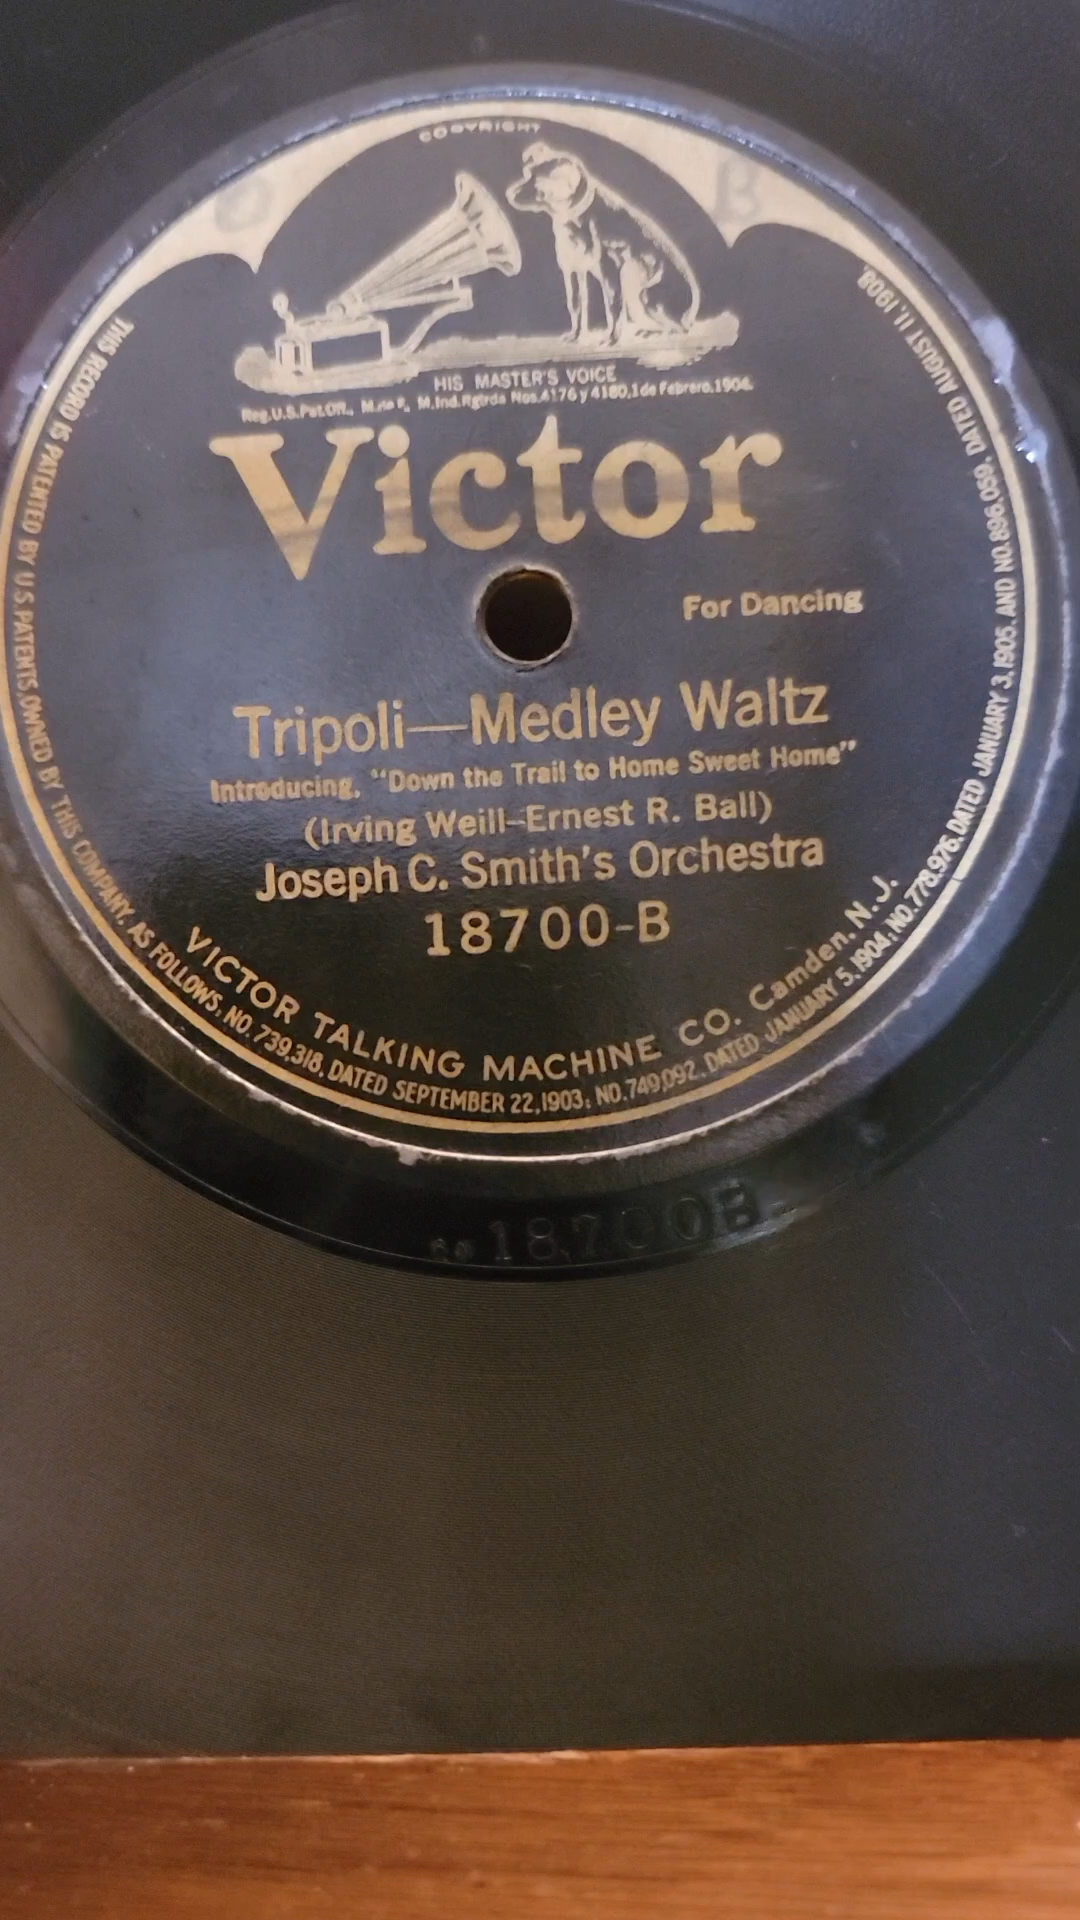 COPYRIGHT
B
HIS MASTER'S VOICE
Reg.U.S.Pat.Off., M.de F., M.Ind.Rgtrda Nos.4176 y 4180,1de Febrero,1904.
Victor
For Dancing
Tripoli—Medley Waltz
Introducing, "Down the Trail to Home Sweet Home"
(Irving Weill-Ernest R. Ball)
Joseph C. Smith's Orchestra
18700-B
VICTOR TALKING MACHINE CO. Camden, N.J.
THIS RECORD IS PATENTED BY U.S. PATENTS, OWNED BY THIS COMPANY, AS FOLLOWS: NO. 739,318, DATED SEPTEMBER 22,1903; NO.749,092, DATED JANUARY 5,1904; NO.778,976, DATED JANUARY 3,1905, AND NO.896,059, DATED AUGUST 11,1908.
18700B